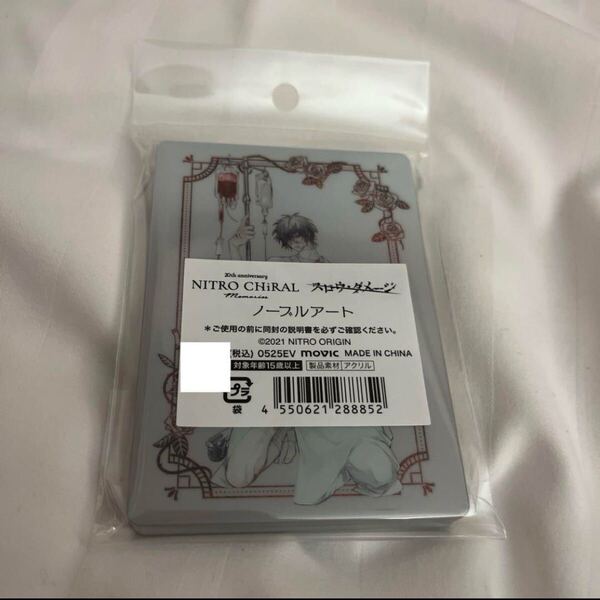 20th anniversary
NITRO CHiRAL スロウ・ダメージ
Memories
ノーブルアート
＊ご使用の前に同封の説明書を必ずご確認ください。
©2021 NITRO ORIGIN
(税込) 0525EV movic MADE IN CHINA
対象年齢15歳以上 製品素材 アクリル
プラ
袋
4 550621 288852